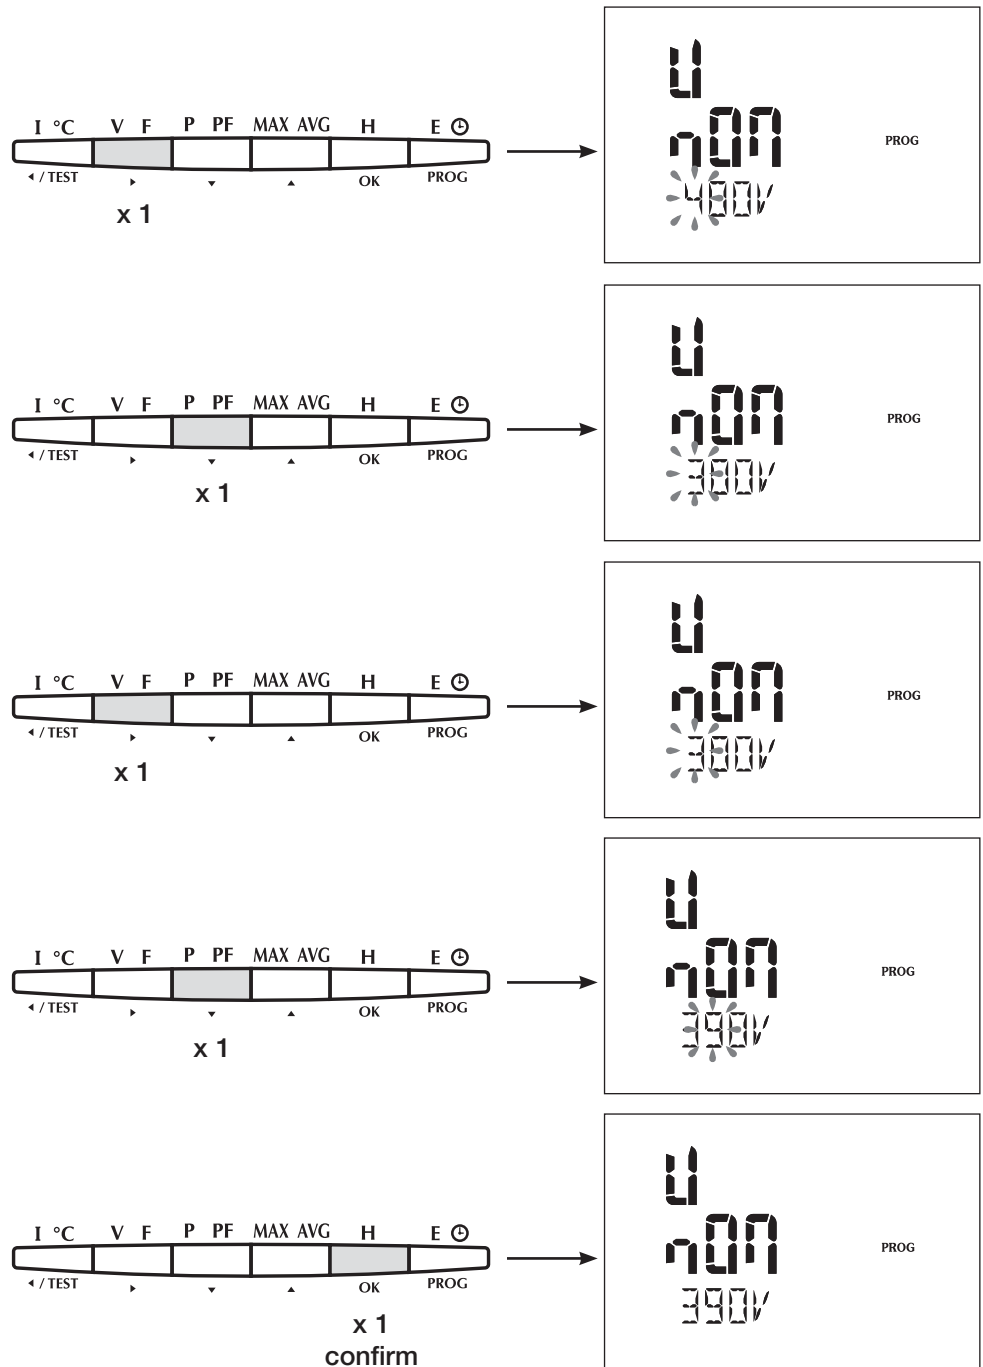 U
I °C V F P PF MAX AVG H E
nom PROG
◂ / TEST ▸ ▾ ▴ OK PROG
400V
x 1
U
I °C V F P PF MAX AVG H E
nom PROG
◂ / TEST ▸ ▾ ▴ OK PROG
300V
x 1
U
I °C V F P PF MAX AVG H E
nom PROG
◂ / TEST ▸ ▾ ▴ OK PROG
300V
x 1
U
I °C V F P PF MAX AVG H E
nom PROG
◂ / TEST ▸ ▾ ▴ OK PROG
390V
x 1
U
I °C V F P PF MAX AVG H E
nom PROG
◂ / TEST ▸ ▾ ▴ OK PROG
390V
x 1
confirm